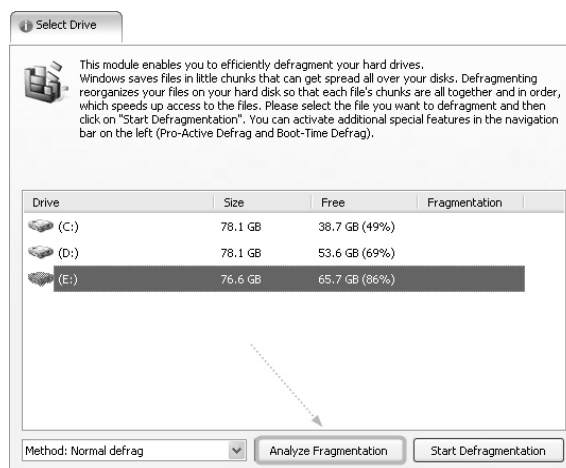 Select Drive
This module enables you to efficiently defragment your hard drives.
Windows saves files in little chunks that can get spread all over your disks. Defragmenting
reorganizes your files on your hard disk so that each file's chunks are all together and in order,
which speeds up access to the files. Please select the file you want to defragment and then
click on "Start Defragmentation". You can activate additional special features in the navigation
bar on the left (Pro-Active Defrag and Boot-Time Defrag).
Drive Size Free Fragmentation
(C:) 78.1 GB 38.7 GB (49%)
(D:) 78.1 GB 53.6 GB (69%)
(E:) 76.6 GB 65.7 GB (86%)
Method: Normal defrag Analyze Fragmentation Start Defragmentation